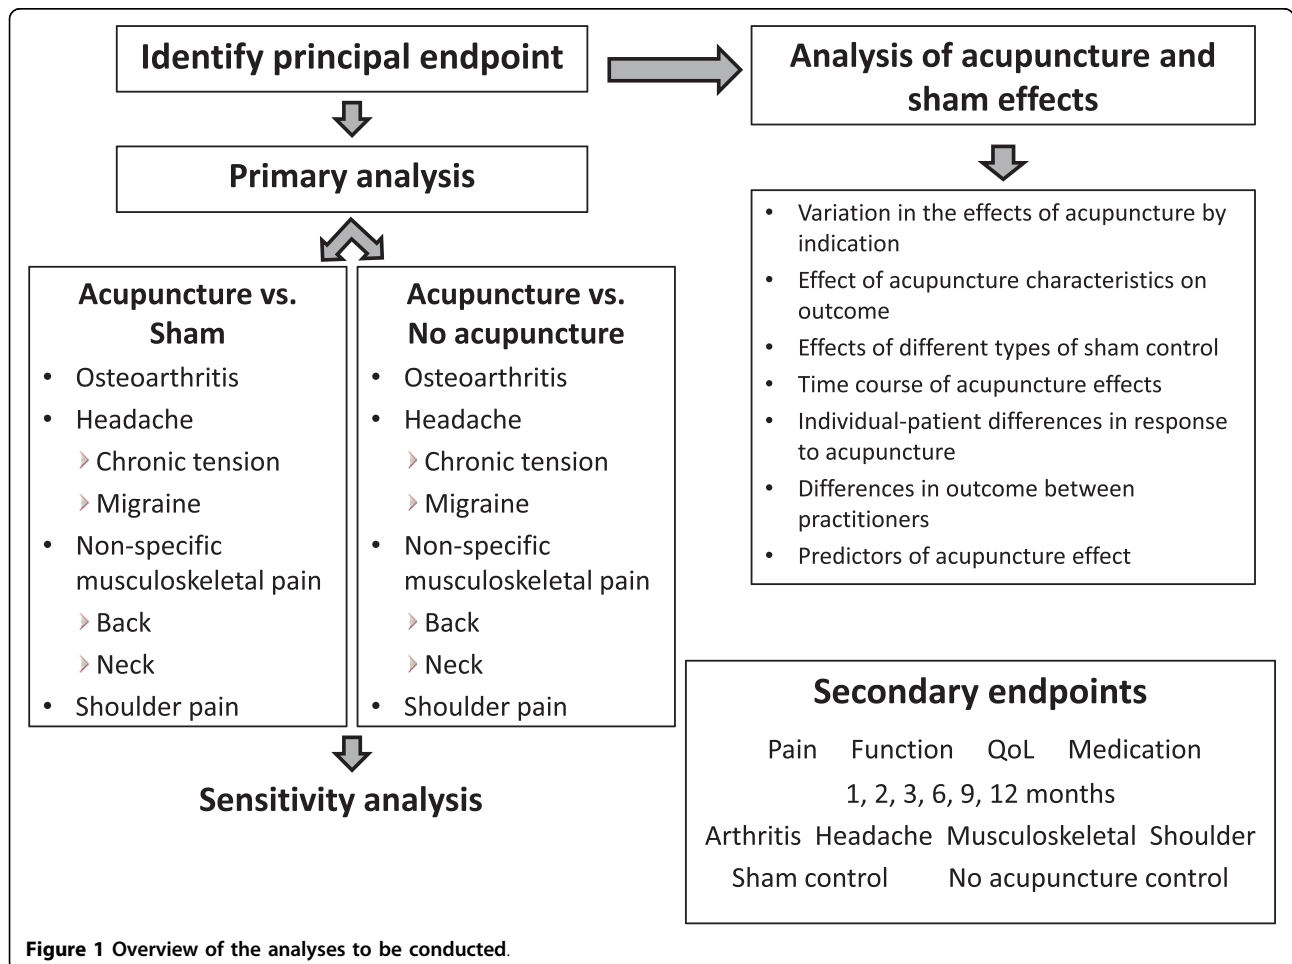 Identify principal endpoint
Primary analysis
Acupuncture vs.
Sham
• Osteoarthritis
• Headache
Chronic tension
Migraine
• Non-specific
musculoskeletal pain
Back
Neck
• Shoulder pain
Acupuncture vs.
No acupuncture
• Osteoarthritis
• Headache
Chronic tension
Migraine
• Non-specific
musculoskeletal pain
Back
Neck
• Shoulder pain
Sensitivity analysis
Analysis of acupuncture and
sham effects
• Variation in the effects of acupuncture by
indication
• Effect of acupuncture characteristics on
outcome
• Effects of different types of sham control
• Time course of acupuncture effects
• Individual-patient differences in response
to acupuncture
• Differences in outcome between
practitioners
• Predictors of acupuncture effect
Secondary endpoints
Pain Function QoL Medication
1, 2, 3, 6, 9, 12 months
Arthritis Headache Musculoskeletal Shoulder
Sham control No acupuncture control
Figure 1 Overview of the analyses to be conducted.